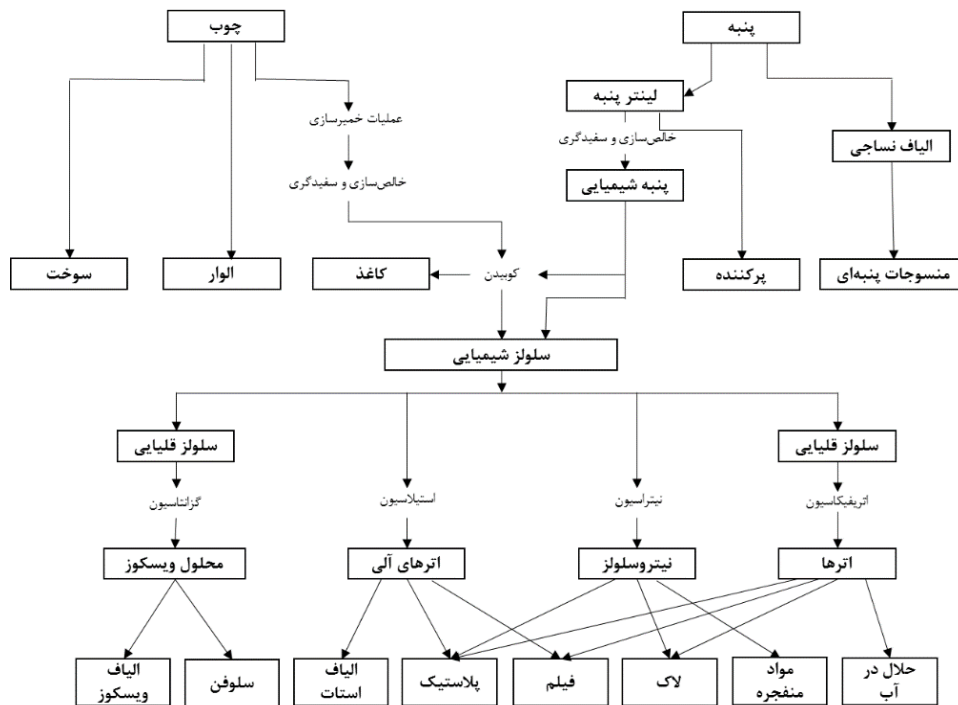 پنبه
چوب
لینتر پنبه
عملیات خمیرسازی
خالص‌سازی و سفیدگری
الیاف نساجی
پنبه شیمیایی
خالص‌سازی و سفیدگری
منسوجات پنبه‌ای
پرکننده
کوبیدن
کاغذ
الوار
سوخت
سلولز شیمیایی
سلولز قلیایی
سلولز قلیایی
اتریفیکاسیون
نیتراسیون
استیلاسیون
گزانتاسیون
اترها
نیتروسلولز
اترهای آلی
محلول ویسکوز
حلال در
آب
مواد
منفجره
لاک
فیلم
پلاستیک
الیاف
استات
سلوفن
الیاف
ویسکوز